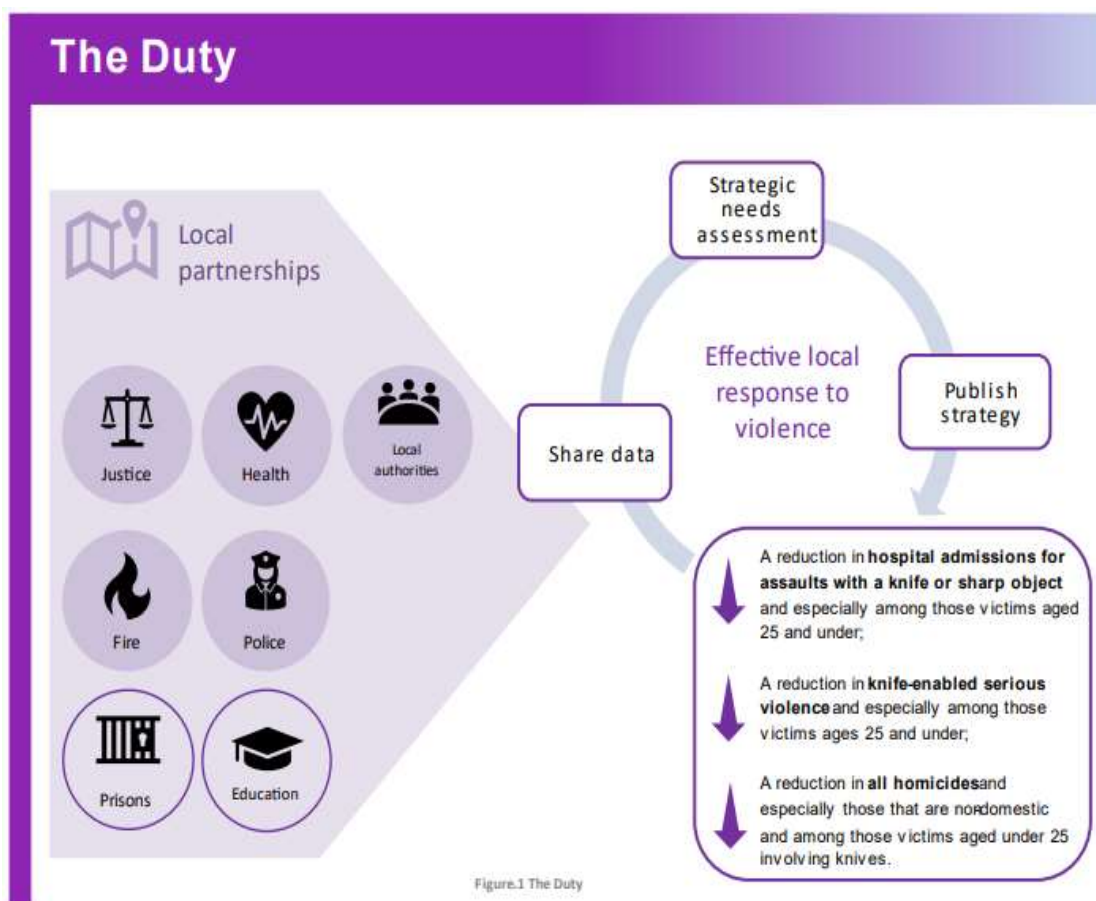 The Duty
Local
partnerships
Justice
Health
Local
authorities
Fire
Police
Prisons
Education
Share data
Strategic
needs
assessment
Effective local
response to
violence
Publish
strategy
A reduction in hospital admissions for
assaults with a knife or sharp object
and especially among those victims aged
25 and under;
A reduction in knife-enabled serious
violence and especially among those
victims ages 25 and under;
A reduction in all homicides and
especially those that are non-domestic
and among those victims aged under 25
involving knives.
Figure.1 The Duty